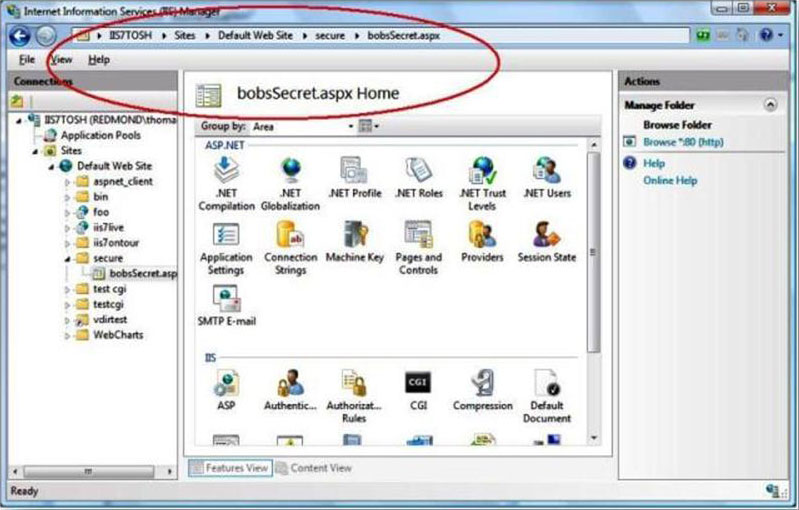 Internet Information Services (IIS) Manager
IIS7TOSH Sites Default Web Site secure bobsSecret.aspx
File View Help
Connections
IIS7TOSH (REDMOND\thoma
Application Pools
Sites
Default Web Site
aspnet_client
bin
foo
iis7live
iis7ontour
secure
bobsSecret.asp
test cgi
testcgi
vdirtest
WebCharts
bobsSecret.aspx Home
Group by: Area
ASP.NET
.NET Compilation
.NET Globalization
.NET Profile
.NET Roles
.NET Trust Levels
.NET Users
Application Settings
Connection Strings
Machine Key
Pages and Controls
Providers
Session State
SMTP E-mail
IIS
ASP
Authentic...
Authorizat... Rules
CGI
CGI
Compression
Default Document
Features View Content View
Actions
Manage Folder
Browse Folder
Browse *:80 (http)
Help
Online Help
Ready